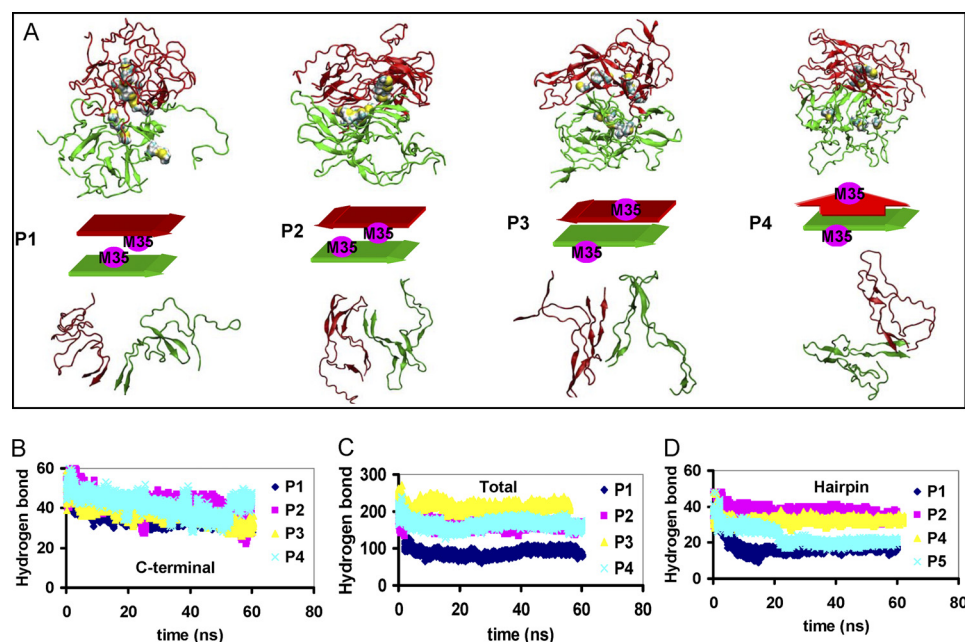 A
P1
M35
M35
P2
M35
M35
P3
M35
M35
P4
M35
M35
B
Hydrogen bond
60
40
20
0
0
20
40
60
80
time (ns)
C-terminal
P1
P2
P3
P4
C
Hydrogen bond
300
200
100
0
0
20
40
60
80
time (ns)
Total
P1
P2
P3
P4
D
Hydrogen bond
60
40
20
0
0
20
40
60
80
time (ns)
Hairpin
P1
P2
P4
P5